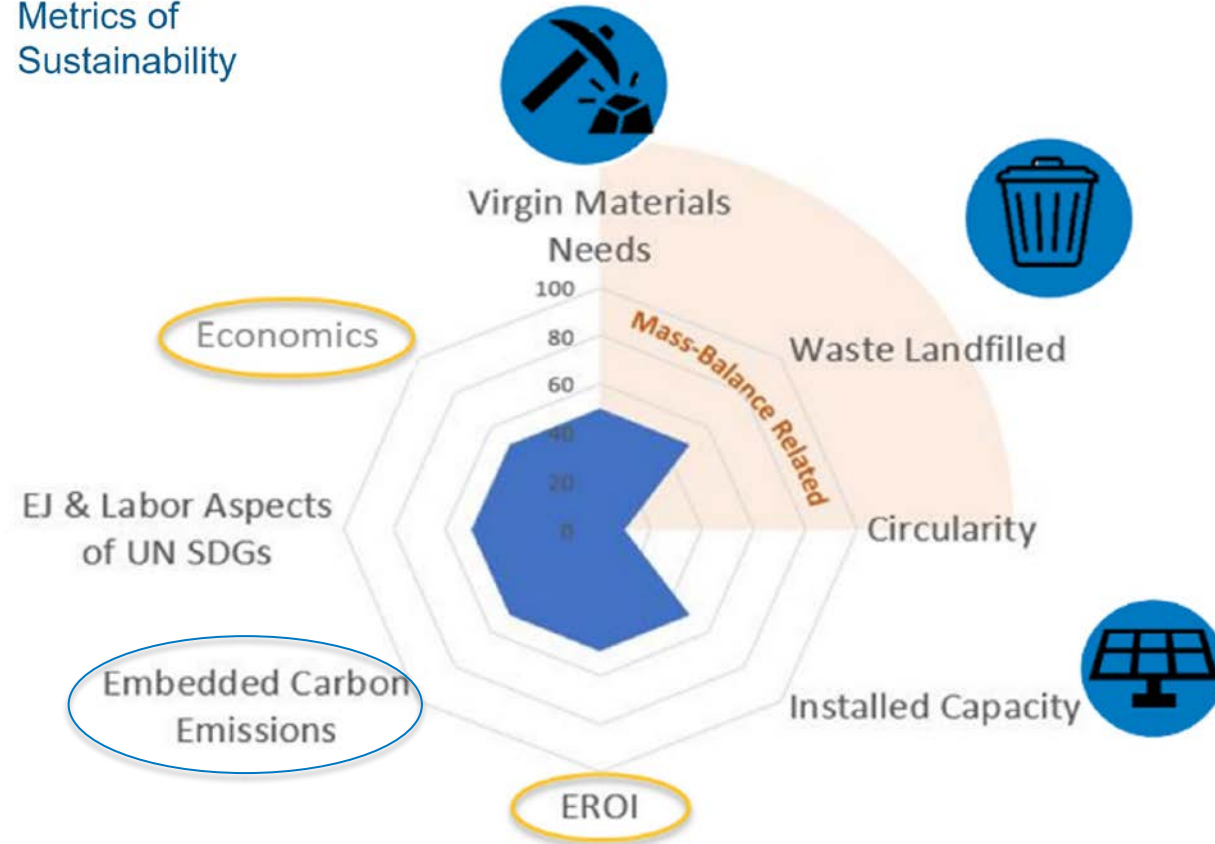 Metrics of
Sustainability
Virgin Materials
Needs
100
80
60
40
20
0
Mass-Balance Related
Economics
Waste Landfilled
EJ & Labor Aspects
of UN SDGs
Circularity
Embedded Carbon
Emissions
Installed Capacity
EROI